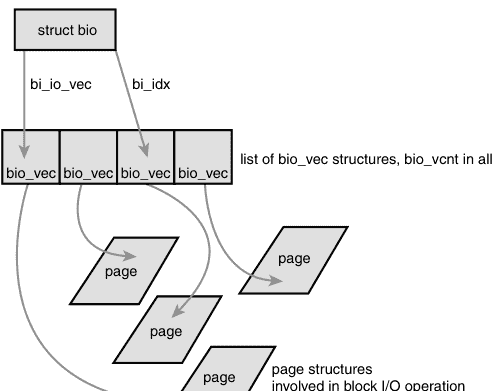 struct bio
bi_io_vec
bi_idx
bio_vec bio_vec bio_vec bio_vec
list of bio_vec structures, bio_vcnt in all
page
page
page
page
page structures
involved in block I/O operation